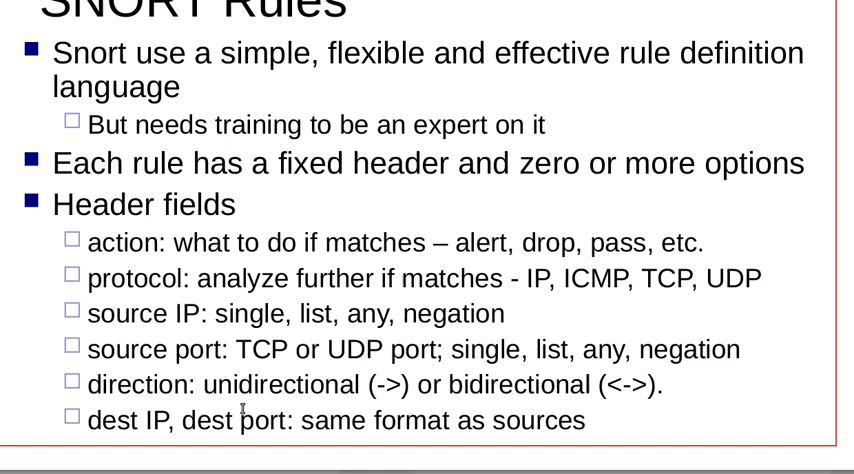 SNORT Rules
Snort use a simple, flexible and effective rule definition
language
But needs training to be an expert on it
Each rule has a fixed header and zero or more options
Header fields
action: what to do if matches – alert, drop, pass, etc.
protocol: analyze further if matches - IP, ICMP, TCP, UDP
source IP: single, list, any, negation
source port: TCP or UDP port; single, list, any, negation
direction: unidirectional (->) or bidirectional (<->).
dest IP, dest port: same format as sources